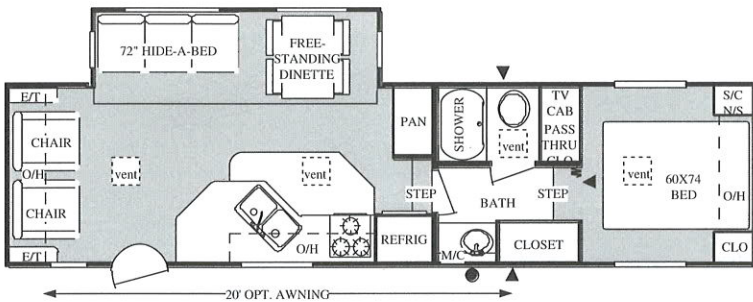 72" HIDE-A-BED
FREE-
STANDING
DINETTE
E/T
CHAIR
O/H
CHAIR
E/T
vent
vent
O/H
PAN
STEP
REFRIG
SHOWER
vent
TV
CAB
PASS
THRU
CLO
BATH
STEP
M/C
CLOSET
vent
60X74
BED
S/C
N/S
O/H
CLO
20' OPT. AWNING